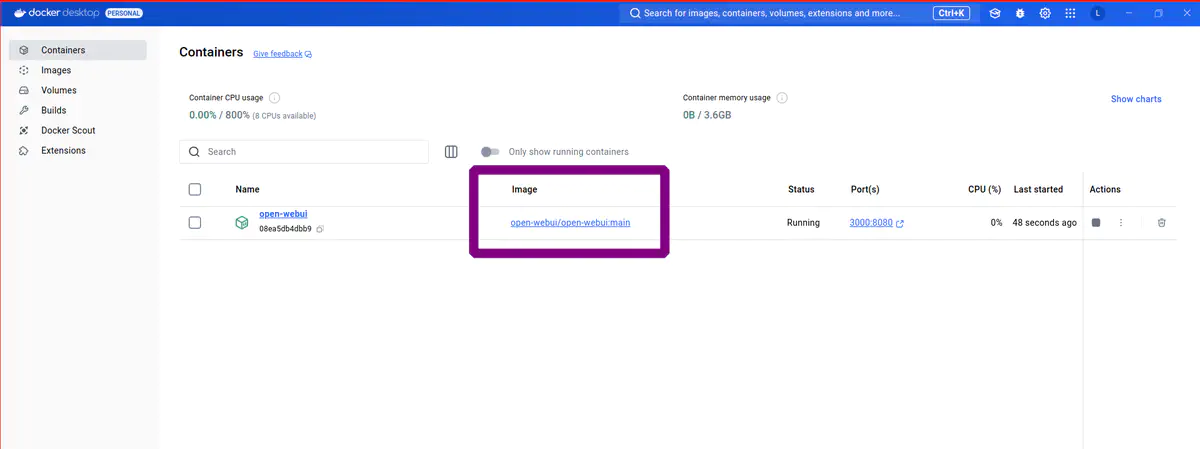 docker desktop PERSONAL
Search for images, containers, volumes, extensions and more... Ctrl+K L
Containers
Images
Volumes
Builds
Docker Scout
Extensions
Containers Give feedback
Container CPU usage
0.00% / 800% (8 CPUs available)
Container memory usage
0B / 3.6GB
Show charts
Search
Only show running containers
Name Image Status Port(s) CPU (%) Last started Actions
open-webui
08ea5db4dbb9
open-webui/open-webui:main Running 3000:8080 0% 48 seconds ago